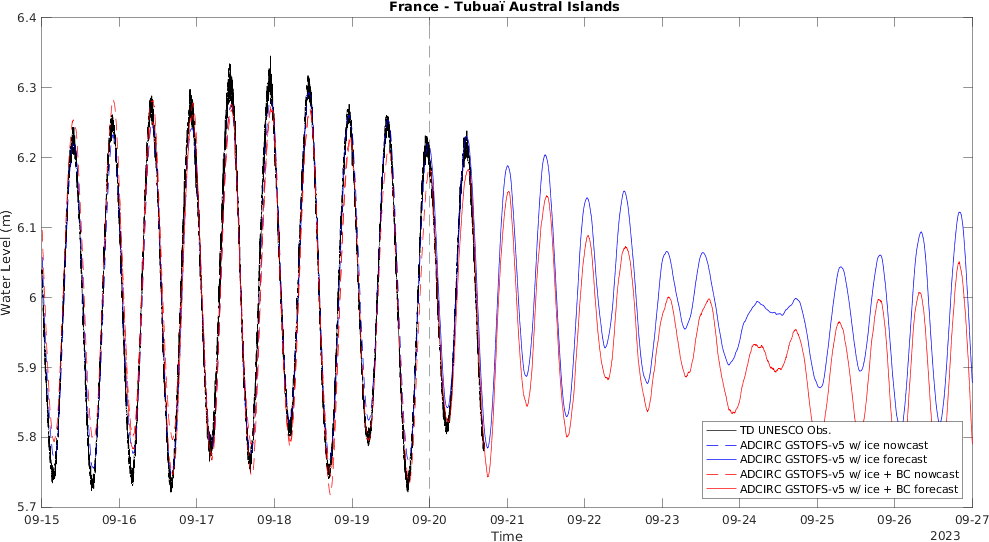 France - Tubuaï Austral Islands
Water Level (m)
6.4
6.3
6.2
6.1
6
5.9
5.8
5.7
TD UNESCO Obs.
ADCIRC GSTOFS-v5 w/ ice nowcast
ADCIRC GSTOFS-v5 w/ ice forecast
ADCIRC GSTOFS-v5 w/ ice + BC nowcast
ADCIRC GSTOFS-v5 w/ ice + BC forecast
09-15 09-16 09-17 09-18 09-19 09-20 09-21 09-22 09-23 09-24 09-25 09-26 09-27
Time
2023